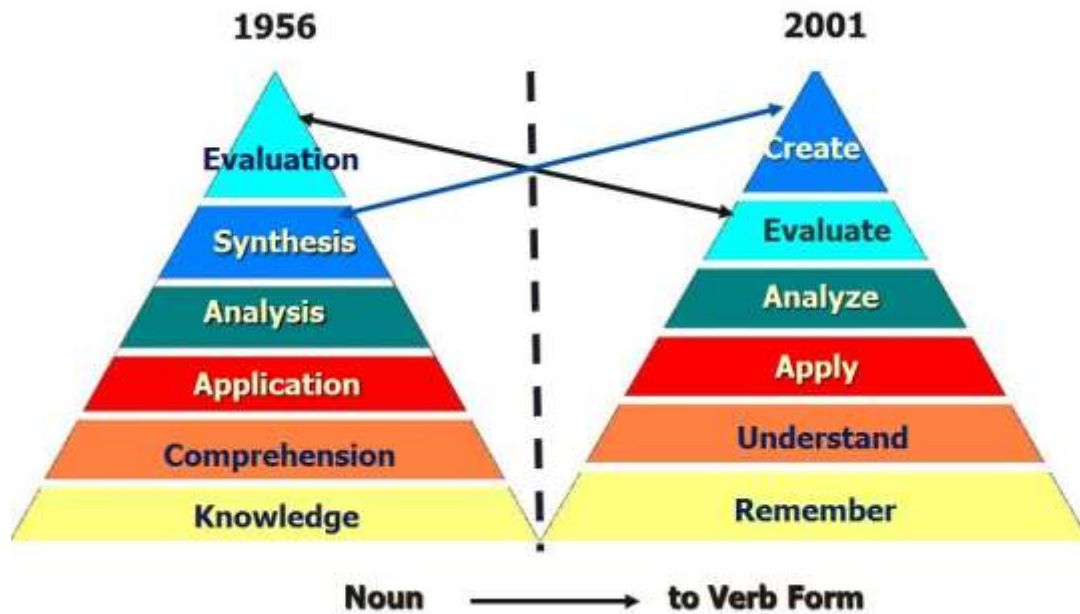 1956
2001
Evaluation
Synthesis
Analysis
Application
Comprehension
Knowledge
Create
Evaluate
Analyze
Apply
Understand
Remember
Noun to Verb Form